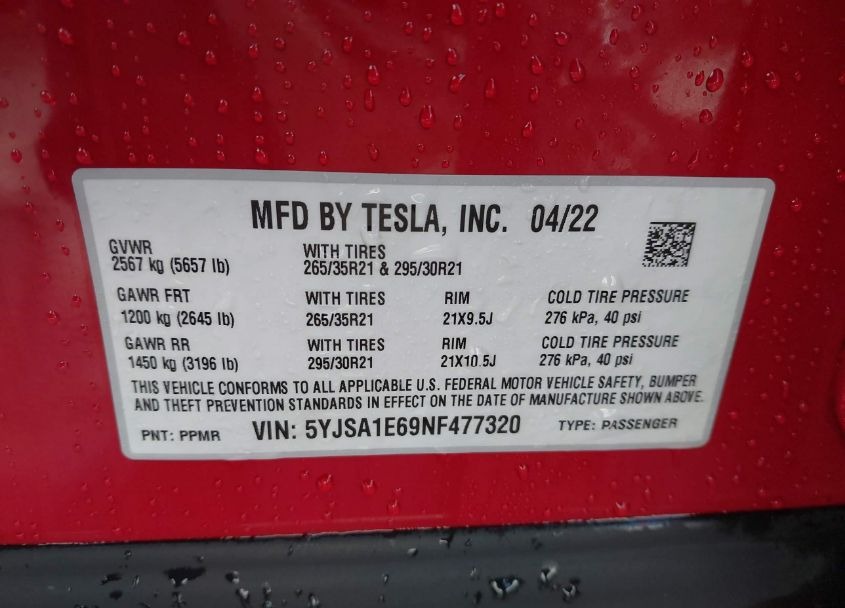 MFD BY TESLA, INC. 04/22
GVWR WITH TIRES
2567 kg (5657 lb) 265/35R21 & 295/30R21
GAWR FRT WITH TIRES RIM COLD TIRE PRESSURE
1200 kg (2645 lb) 265/35R21 21X9.5J 276 kPa, 40 psi
GAWR RR WITH TIRES RIM COLD TIRE PRESSURE
1450 kg (3196 lb) 295/30R21 21X10.5J 276 kPa, 40 psi
THIS VEHICLE CONFORMS TO ALL APPLICABLE U.S. FEDERAL MOTOR VEHICLE SAFETY, BUMPER
AND THEFT PREVENTION STANDARDS IN EFFECT ON THE DATE OF MANUFACTURE SHOWN ABOVE.
PNT: PPMR VIN: 5YJSA1E69NF477320 TYPE: PASSENGER